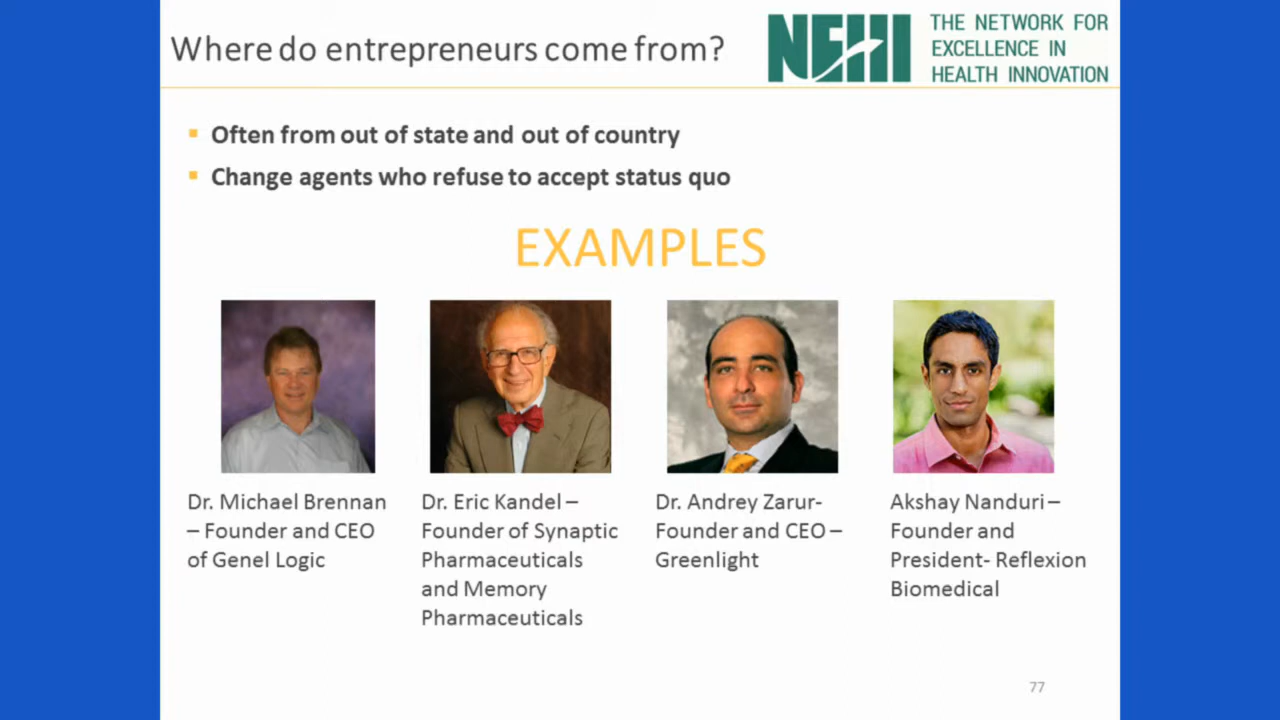 Where do entrepreneurs come from?
NEHI
THE NETWORK FOR
EXCELLENCE IN
HEALTH INNOVATION
Often from out of state and out of country
Change agents who refuse to accept status quo
EXAMPLES
Dr. Michael Brennan
– Founder and CEO
of Genel Logic
Dr. Eric Kandel –
Founder of Synaptic
Pharmaceuticals
and Memory
Pharmaceuticals
Dr. Andrey Zarur-
Founder and CEO –
Greenlight
Akshay Nanduri –
Founder and
President- Reflexion
Biomedical
77